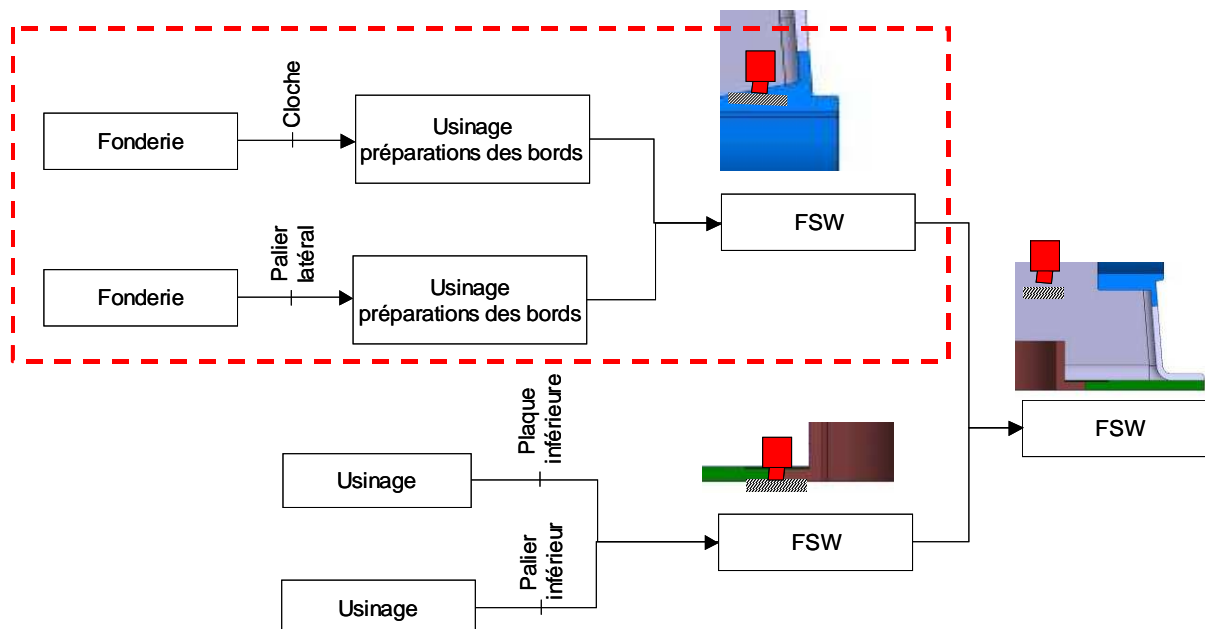 Fonderie
Cloche
Usinage
préparations des bords
FSW
Fonderie
Palier
latéral
Usinage
préparations des bords
Usinage
Plaque
inférieure
FSW
FSW
Usinage
Palier
inférieur